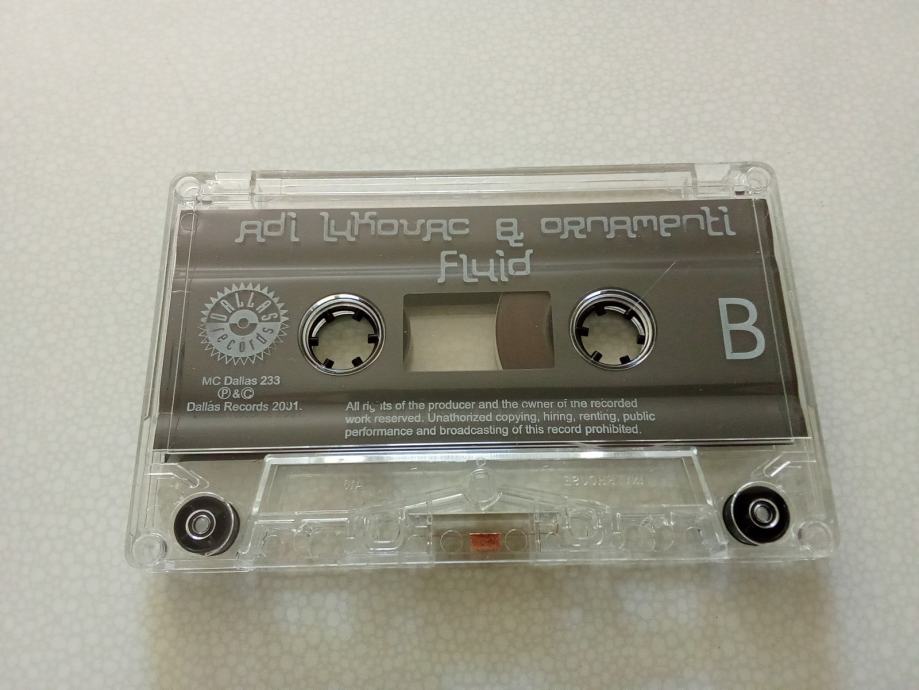 Adi Lukovac & Ornamenti
Fluid
DALLAS
records
B
MC Dallas 233
Ⓟ&©
Dallas Records 2001.
All rights of the producer and the owner of the recorded
work reserved. Unathorized copying, hiring, renting, public
performance and broadcasting of this record prohibited.